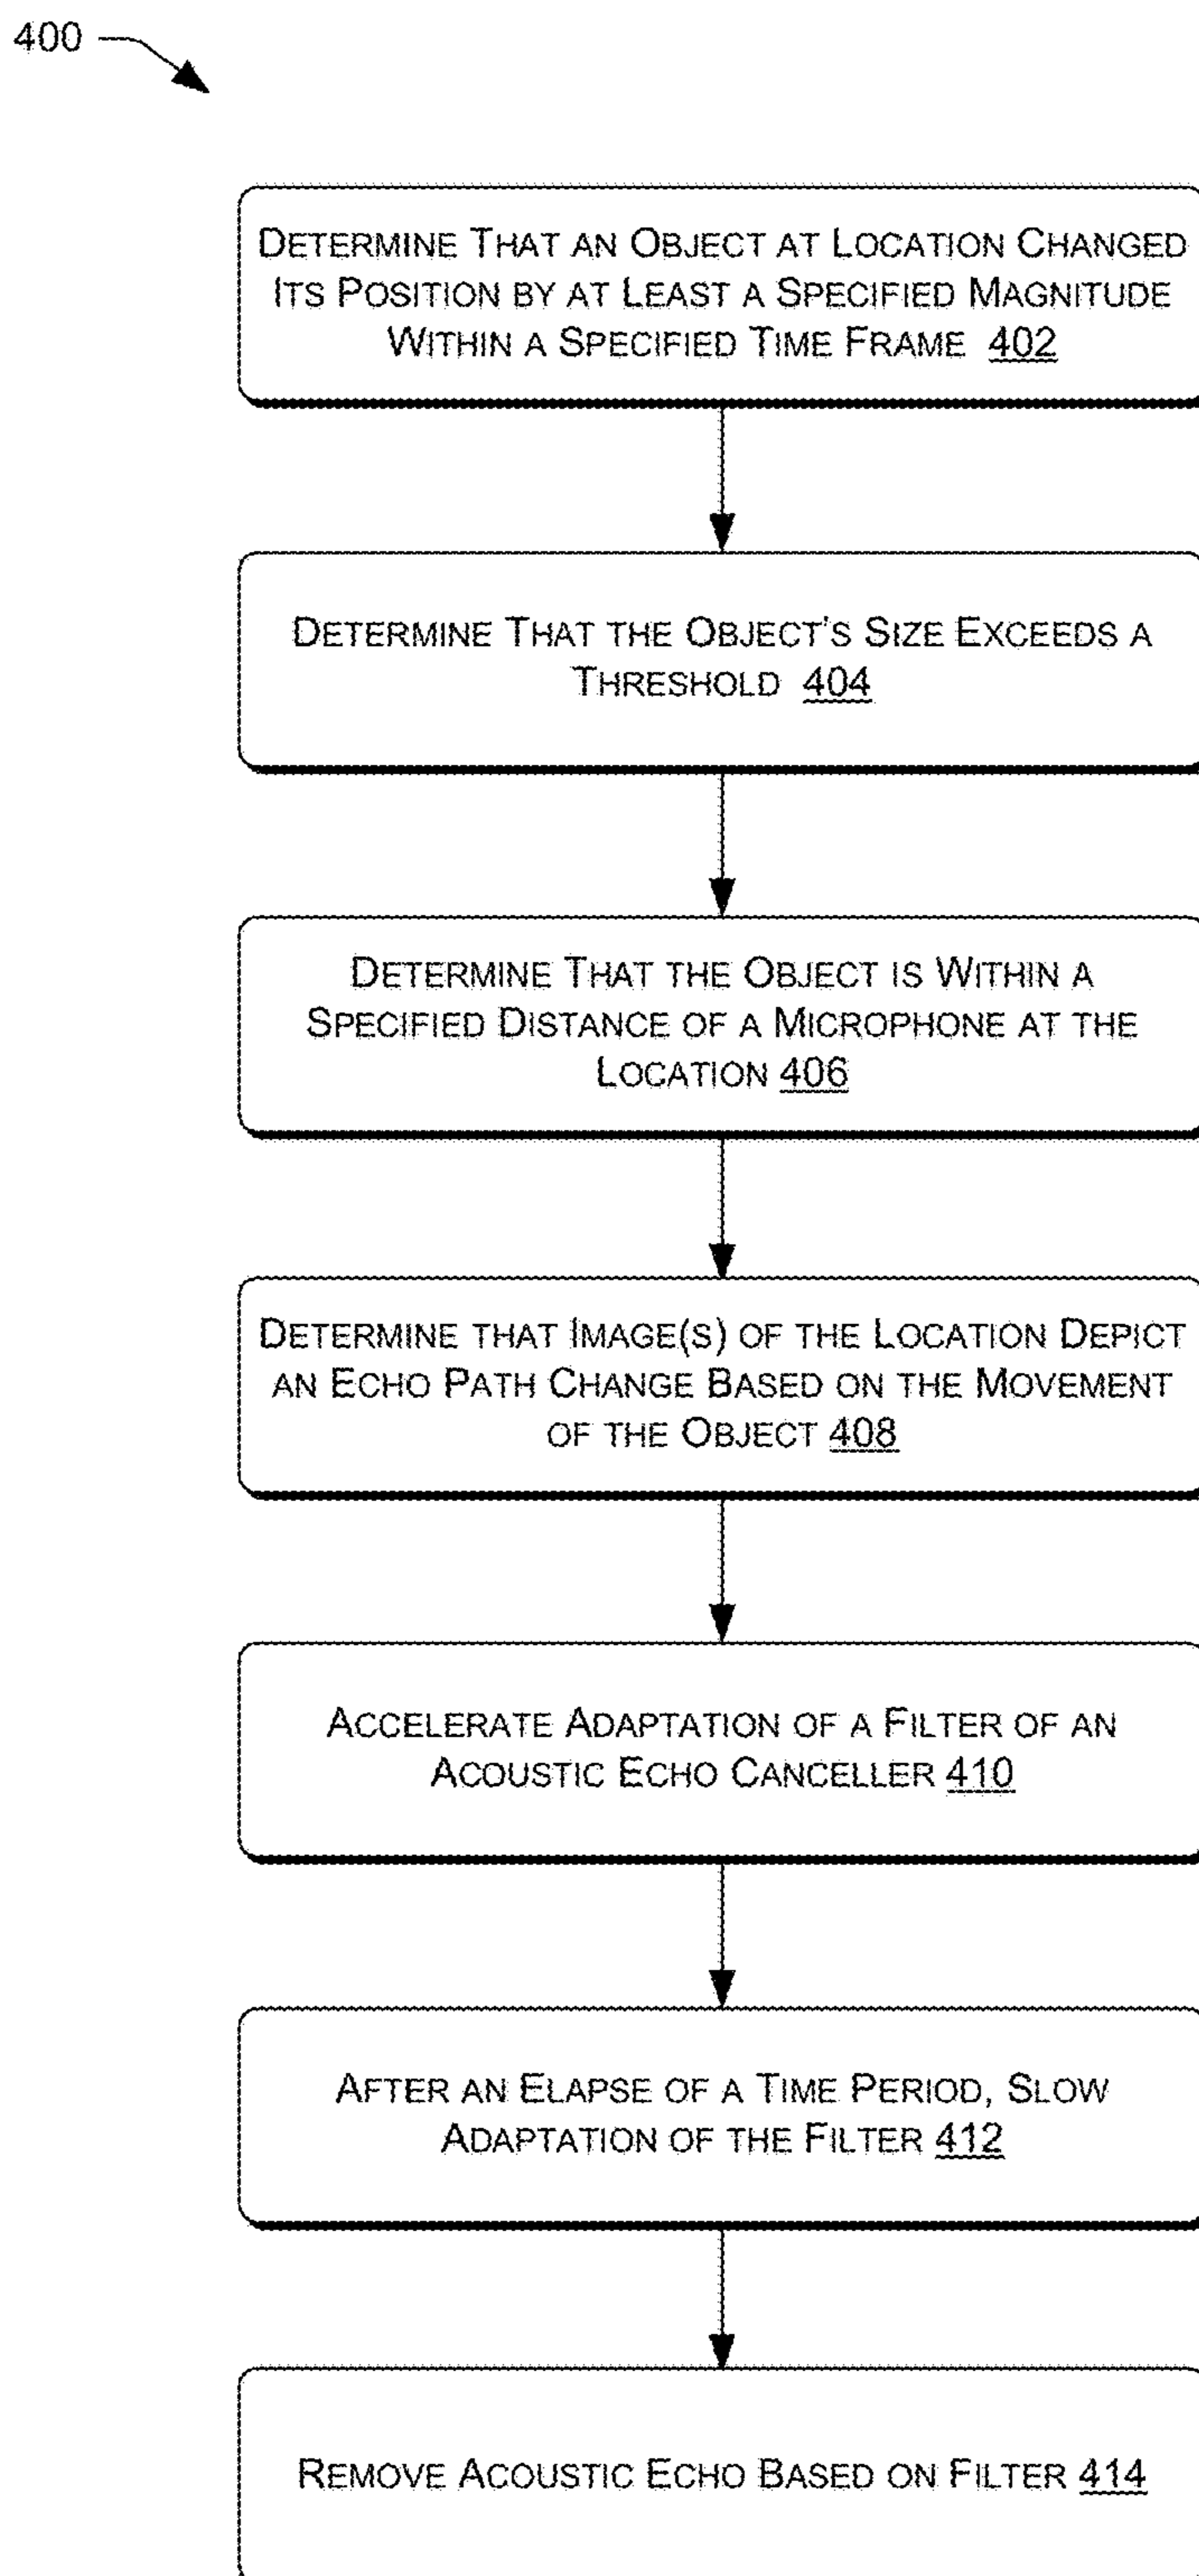 400
DETERMINE THAT AN OBJECT AT LOCATION CHANGED
ITS POSITION BY AT LEAST A SPECIFIED MAGNITUDE
WITHIN A SPECIFIED TIME FRAME 402
DETERMINE THAT THE OBJECT'S SIZE EXCEEDS A
THRESHOLD 404
DETERMINE THAT THE OBJECT IS WITHIN A
SPECIFIED DISTANCE OF A MICROPHONE AT THE
LOCATION 406
DETERMINE THAT IMAGE(S) OF THE LOCATION DEPICT
AN ECHO PATH CHANGE BASED ON THE MOVEMENT
OF THE OBJECT 408
ACCELERATE ADAPTATION OF A FILTER OF AN
ACOUSTIC ECHO CANCELLER 410
AFTER AN ELAPSE OF A TIME PERIOD, SLOW
ADAPTATION OF THE FILTER 412
REMOVE ACOUSTIC ECHO BASED ON FILTER 414